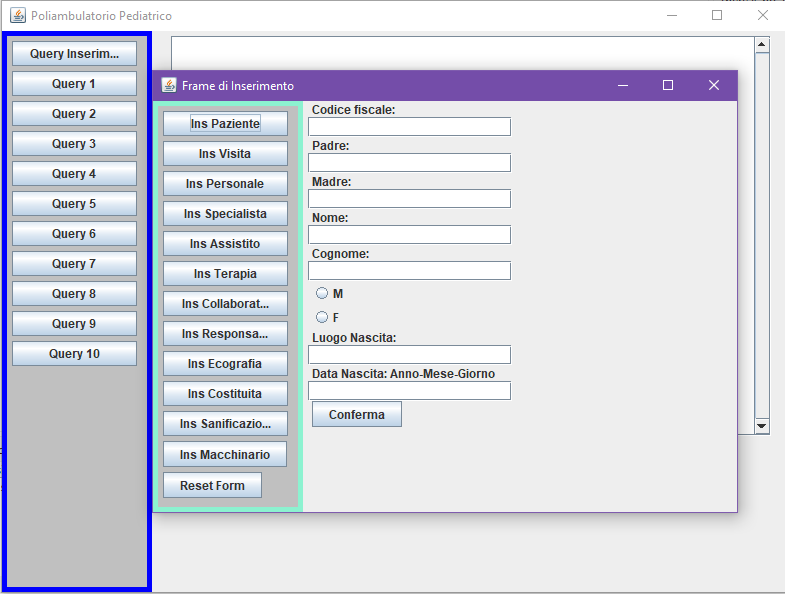 Poliambulatorio Pediatrico
Query Inserim...
Query 1
Query 2
Query 3
Query 4
Query 5
Query 6
Query 7
Query 8
Query 9
Query 10
Frame di Inserimento
Ins Paziente
Ins Visita
Ins Personale
Ins Specialista
Ins Assistito
Ins Terapia
Ins Collaborat...
Ins Responsa...
Ins Ecografia
Ins Costituita
Ins Sanificazio...
Ins Macchinario
Reset Form
Codice fiscale:
Padre:
Madre:
Nome:
Cognome:
M
F
Luogo Nascita:
Data Nascita: Anno-Mese-Giorno
Conferma